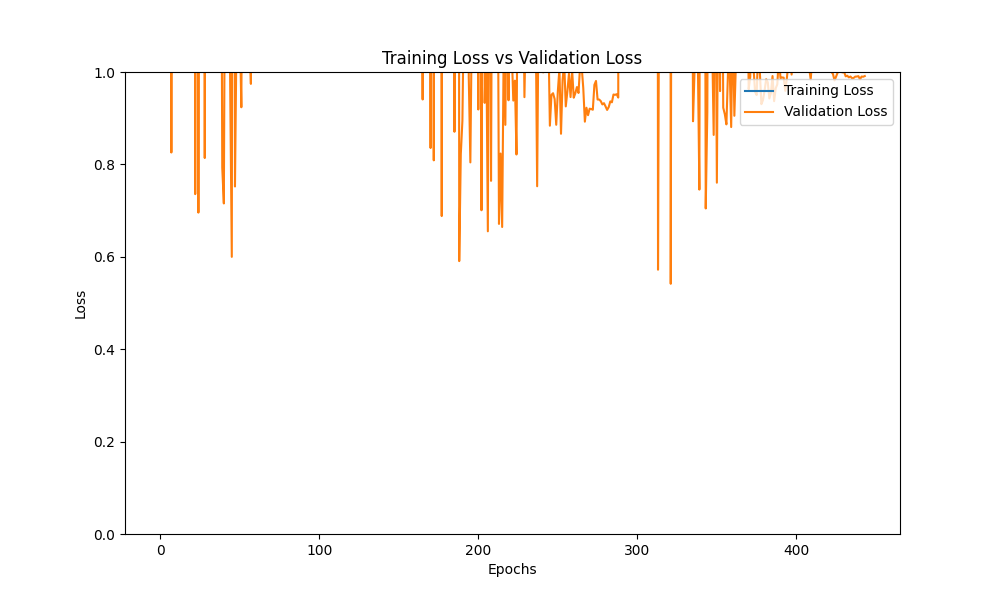 Training Loss vs Validation Loss
1.0
0.8
0.6
0.4
0.2
0.0
Loss
Training Loss
Validation Loss
0 100 200 300 400
Epochs